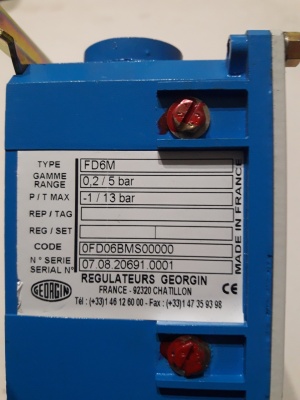 TYPE FD6M
GAMME
RANGE 0,2 / 5 bar
P / T MAX -1 / 13 bar
REP / TAG
REG / SET
CODE 0FD06BMS00000
N° SERIE
SERIAL N° 07.08.20691.0001
MADE IN FRANCE
GEORGIN
REGULATEURS GEORGIN
FRANCE - 92320 CHATILLON
Tél : (+33)1 46 12 60 00 - Fax : (+33)1 47 35 93 98
CE